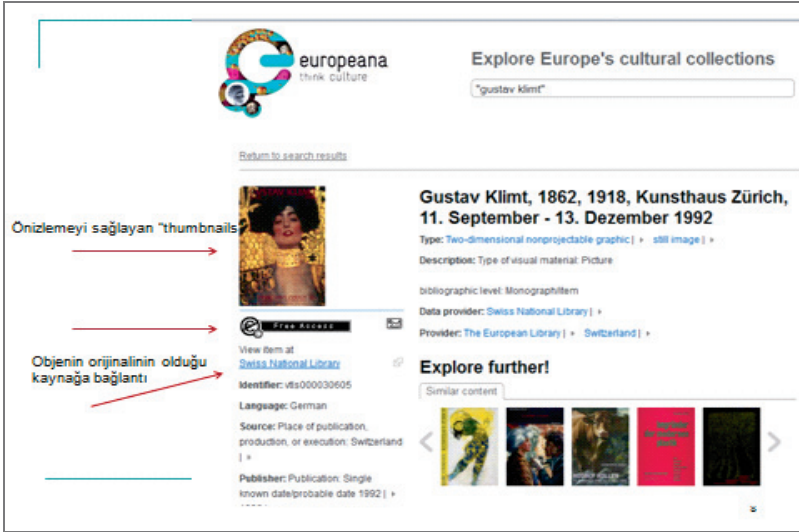 europeana
think culture
Explore Europe's cultural collections
"gustav klimt"
Return to search results
Önizlemeyi sağlayan "thumbnails
Gustav Klimt, 1862, 1918, Kunsthaus Zürich,
11. September - 13. Dezember 1992
Type: Two-dimensional nonprojectable graphic | ▸ still image | ▸
Description: Type of visual material: Picture
bibliographic level: Monograph/Item
Data provider: Swiss National Library | ▸
Provider: The European Library | ▸ Switzerland | ▸
Free Access
View item at
Swiss National Library
Objenin orijinalinin olduğu
kaynağa bağlantı
Identifier: vtls000030605
Language: German
Source: Place of publication,
production, or execution: Switzerland
| ▸
Publisher: Publication: Single
known date/probable date 1992 | ▸
Explore further!
Similar content
8